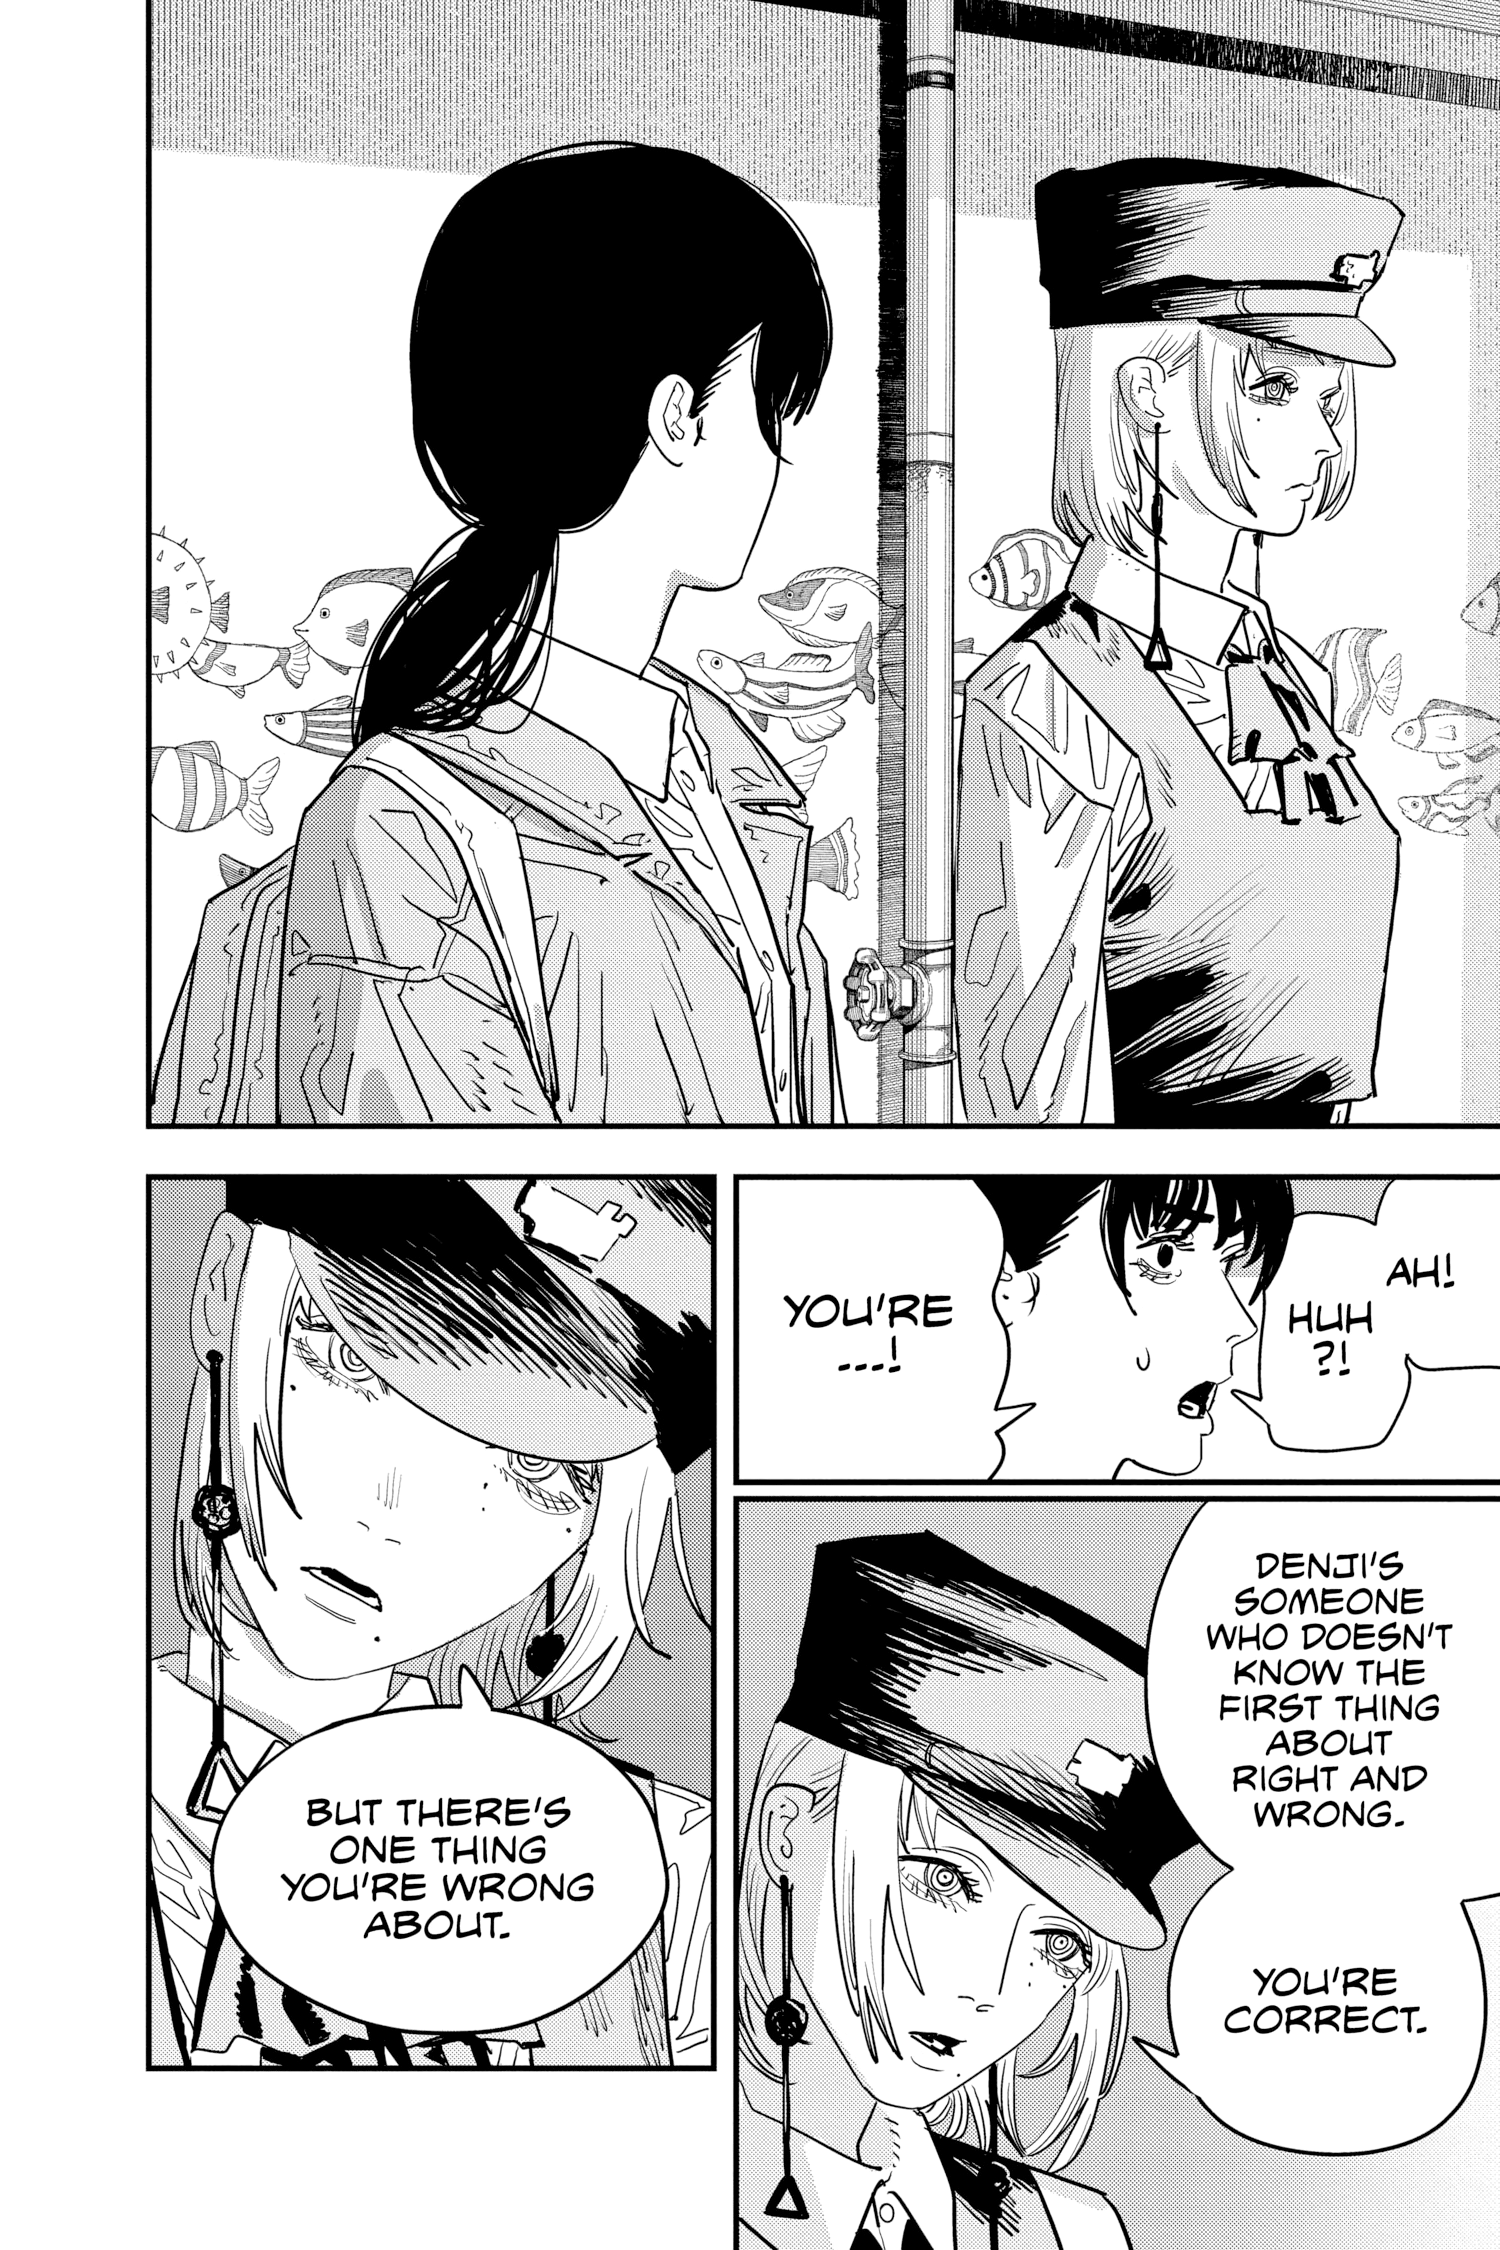 AH!
HUH
?!
YOU'RE
...!
DENJI'S
SOMEONE
WHO DOESN'T
KNOW THE
FIRST THING
ABOUT
RIGHT AND
WRONG.
YOU'RE
CORRECT.
BUT THERE'S
ONE THING
YOU'RE WRONG
ABOUT.